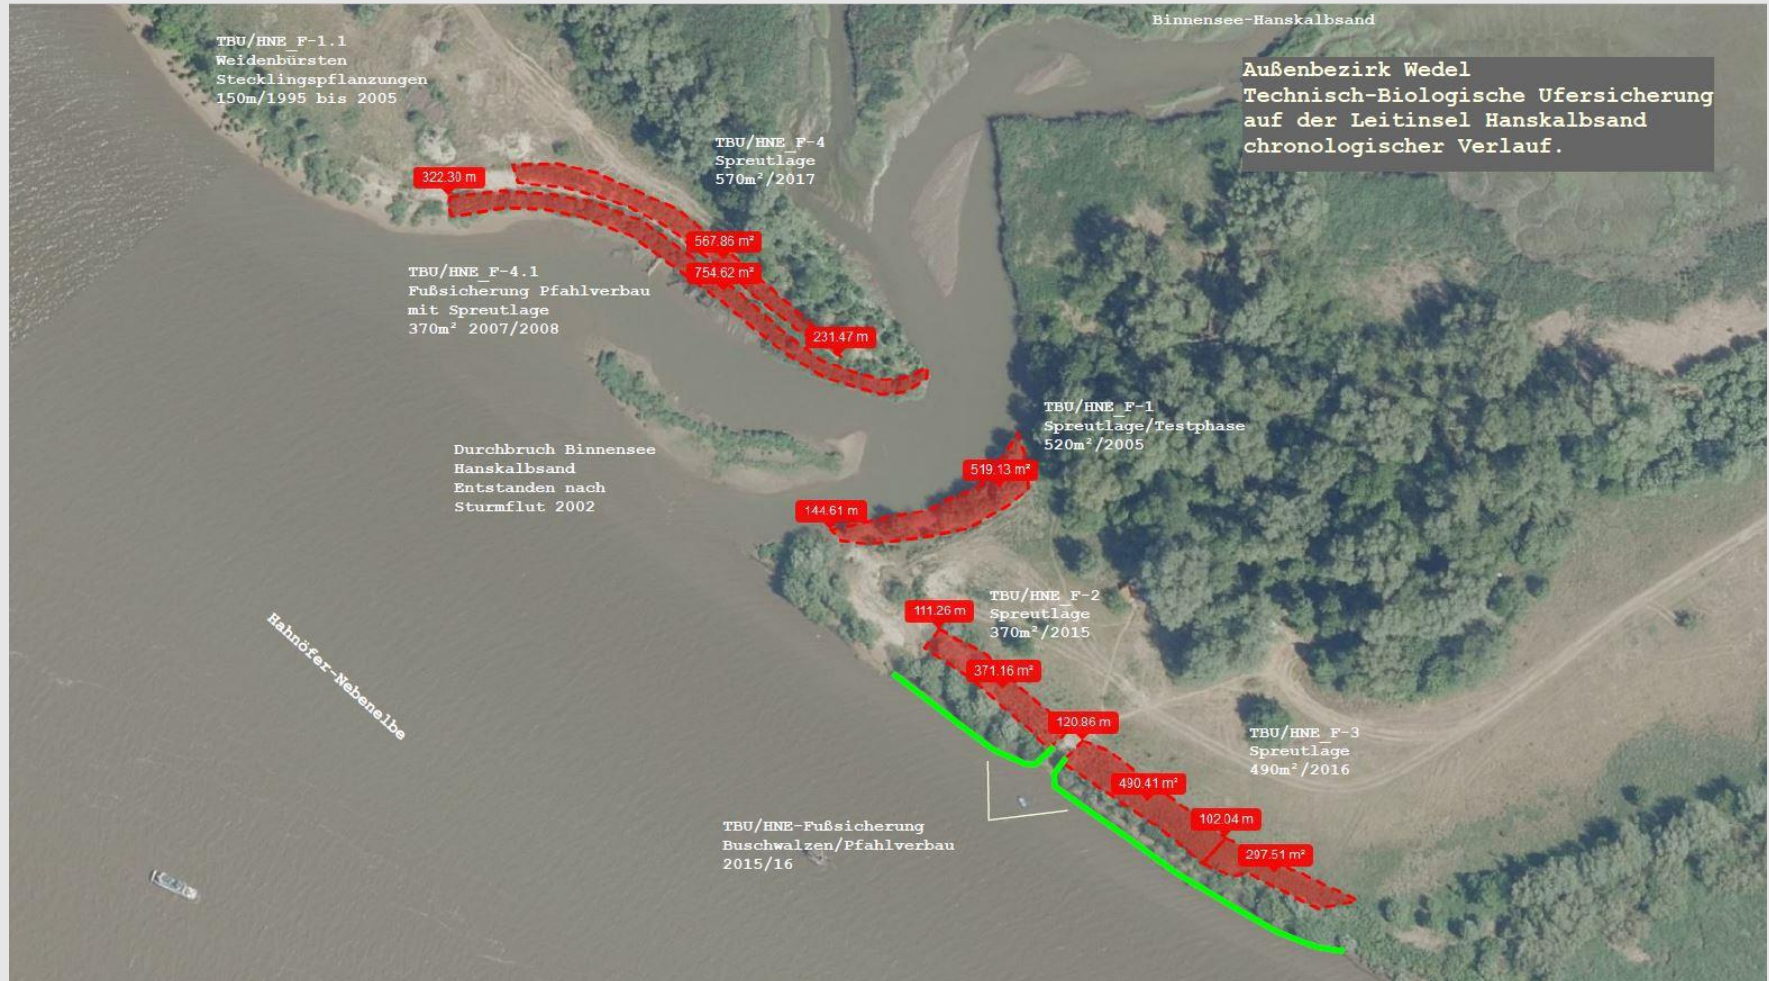 Binnensee-Hanskalbsand
Außenbezirk Wedel
Technisch-Biologische Ufersicherung
auf der Leitinsel Hanskalbsand
chronologischer Verlauf.
TBU/HNE_F-1.1
Weidenbürsten
Stecklingspflanzungen
150m/1995 bis 2005
TBU/HNE_F-4
Spreutlage
570m²/2017
322.30 m
567.86 m²
754.62 m²
231.47 m
TBU/HNE_F-4.1
Fußsicherung Pfahlverbau
mit Spreutlage
370m² 2007/2008
TBU/HNE_F-1
Spreutlage/Testphase
520m²/2005
519.13 m²
144.61 m
Durchbruch Binnensee
Hanskalbsand
Entstanden nach
Sturmflut 2002
TBU/HNE_F-2
Spreutlage
370m²/2015
111.26 m
371.16 m²
Hahnöfer-Nebenelbe
120.86 m
TBU/HNE_F-3
Spreutlage
490m²/2016
490.41 m²
102.04 m
297.51 m²
TBU/HNE-Fußsicherung
Buschwalzen/Pfahlverbau
2015/16